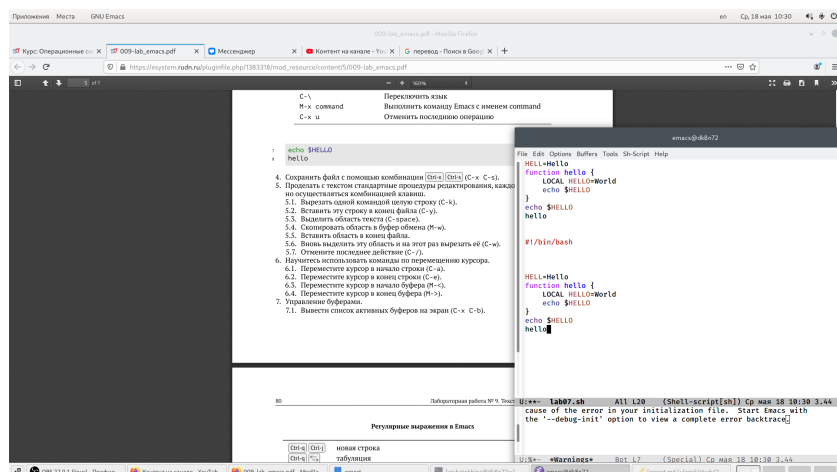 Приложения Места GNU Emacs en Ср, 18 мая 10:30
009-lab_emacs.pdf - Mozilla Firefox
Курс: Операционные си 009-lab_emacs.pdf Мессенджер Контент на канале - You перевод - Поиск в Googl
https://esystem.rudn.ru/pluginfile.php/1383318/mod_resource/content/5/009-lab_emacs.pdf
5 of 7 160%
C-\ Переключить язык
M-x command Выполнить команду Emacs с именем command
C-x u Отменить последнюю операцию
7 echo $HELLO
8 hello
4. Сохранить файл с помощью комбинации Ctrl-x Ctrl-s (C-x C-s).
5. Проделать с текстом стандартные процедуры редактирования, каждо
но осуществляться комбинацией клавиш.
5.1. Вырезать одной командой целую строку (C-k).
5.2. Вставить эту строку в конец файла (C-y).
5.3. Выделить область текста (C-space).
5.4. Скопировать область в буфер обмена (M-w).
5.5. Вставить область в конец файла.
5.6. Вновь выделить эту область и на этот раз вырезать её (C-w).
5.7. Отмените последнее действие (C-/).
6. Научитесь использовать команды по перемещению курсора.
6.1. Переместите курсор в начало строки (C-a).
6.2. Переместите курсор в конец строки (C-e).
6.3. Переместите курсор в начало буфера (M-<).
6.4. Переместите курсор в конец буфера (M->).
7. Управление буферами.
7.1. Вывести список активных буферов на экран (C-x C-b).
80 Лабораторная работа № 9. Текст
Регулярные выражения в Emacs
Ctrl-q Ctrl-j новая строка
Ctrl-q табуляция
emacs@dk8n72
File Edit Options Buffers Tools Sh-Script Help
HELL=Hello
function hello {
LOCAL HELLO=World
echo $HELLO
}
echo $HELLO
hello
#!/bin/bash
HELL=Hello
function hello {
LOCAL HELLO=World
echo $HELLO
}
echo $HELLO
hello
U:**- lab07.sh All L20 (Shell-script[sh]) Ср мая 18 10:30 3.44
cause of the error in your initialization file. Start Emacs with
the '--debug-init' option to view a complete error backtrace.
U:%*- *Warnings* Bot L7 (Special) Ср мая 18 10:30 3.44